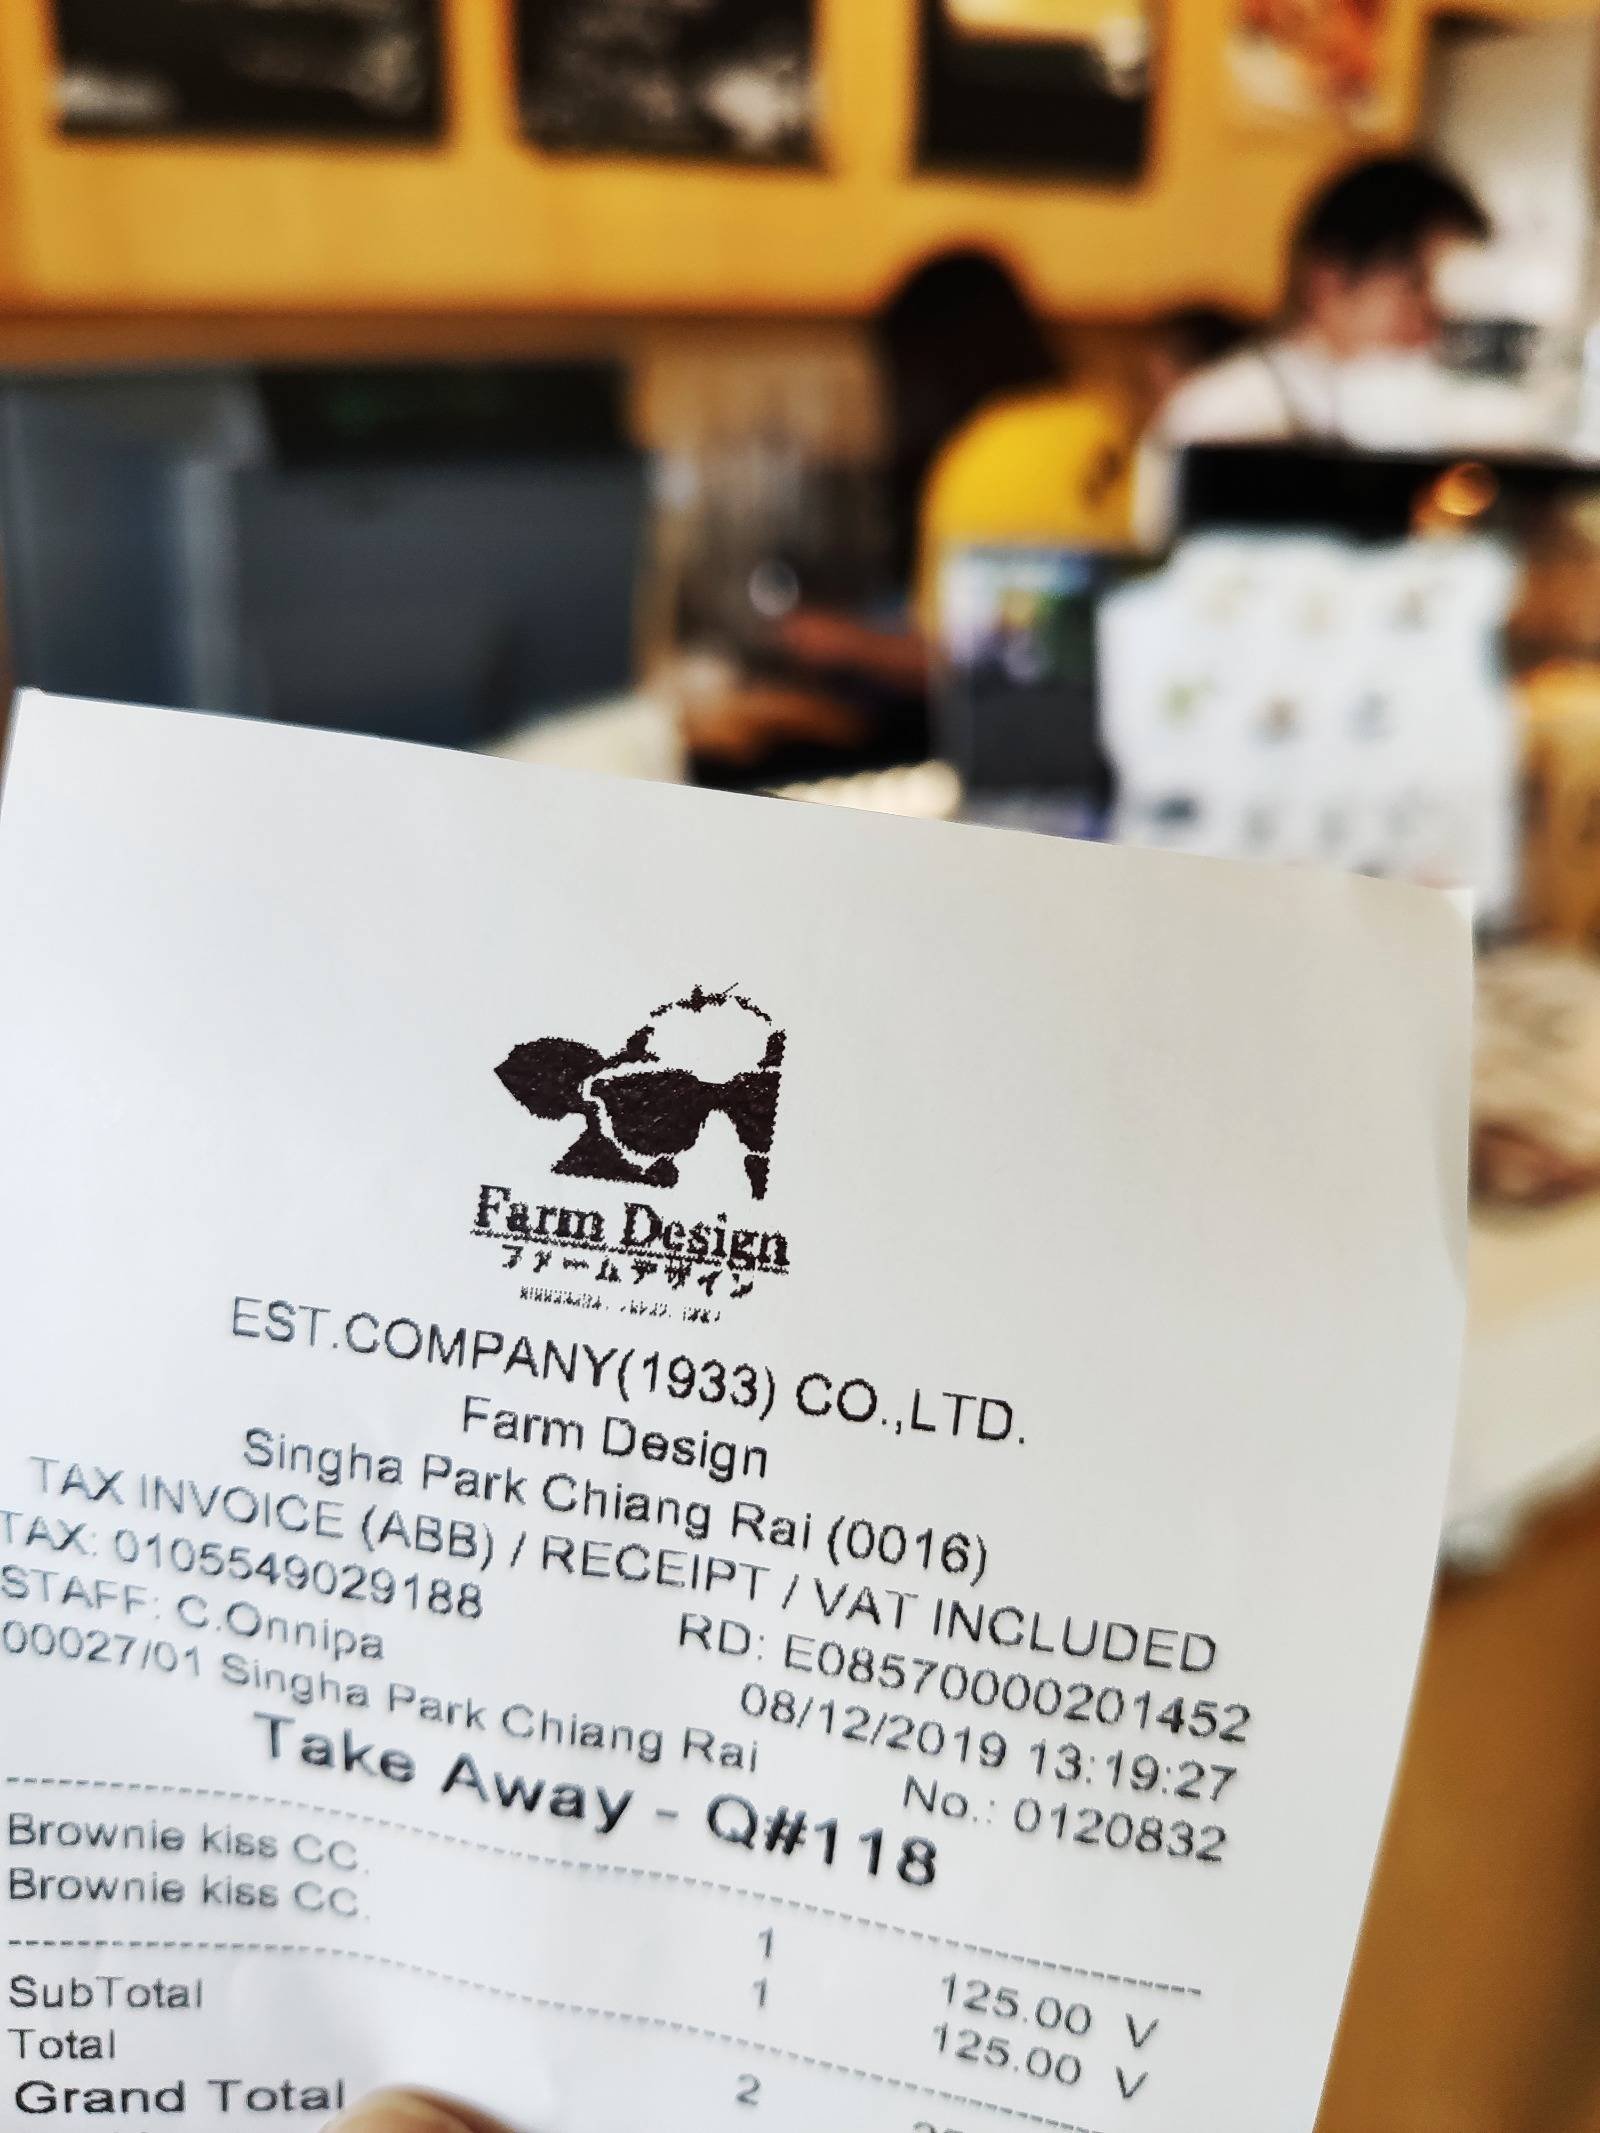 Farm Design
ファームデザイン
EST.COMPANY(1933) CO.,LTD.
Farm Design
Singha Park Chiang Rai (0016)
TAX INVOICE (ABB) / RECEIPT / VAT INCLUDED
TAX: 0105549029188 RD: E08570000201452
STAFF: C.Onnipa 08/12/2019 13:19:27
00027/01 Singha Park Chiang Rai No.: 0120832
Take Away - Q#118
Brownie kiss CC. 1 125.00 V
Brownie kiss CC. 1 125.00 V
SubTotal 2
Total
Grand Total